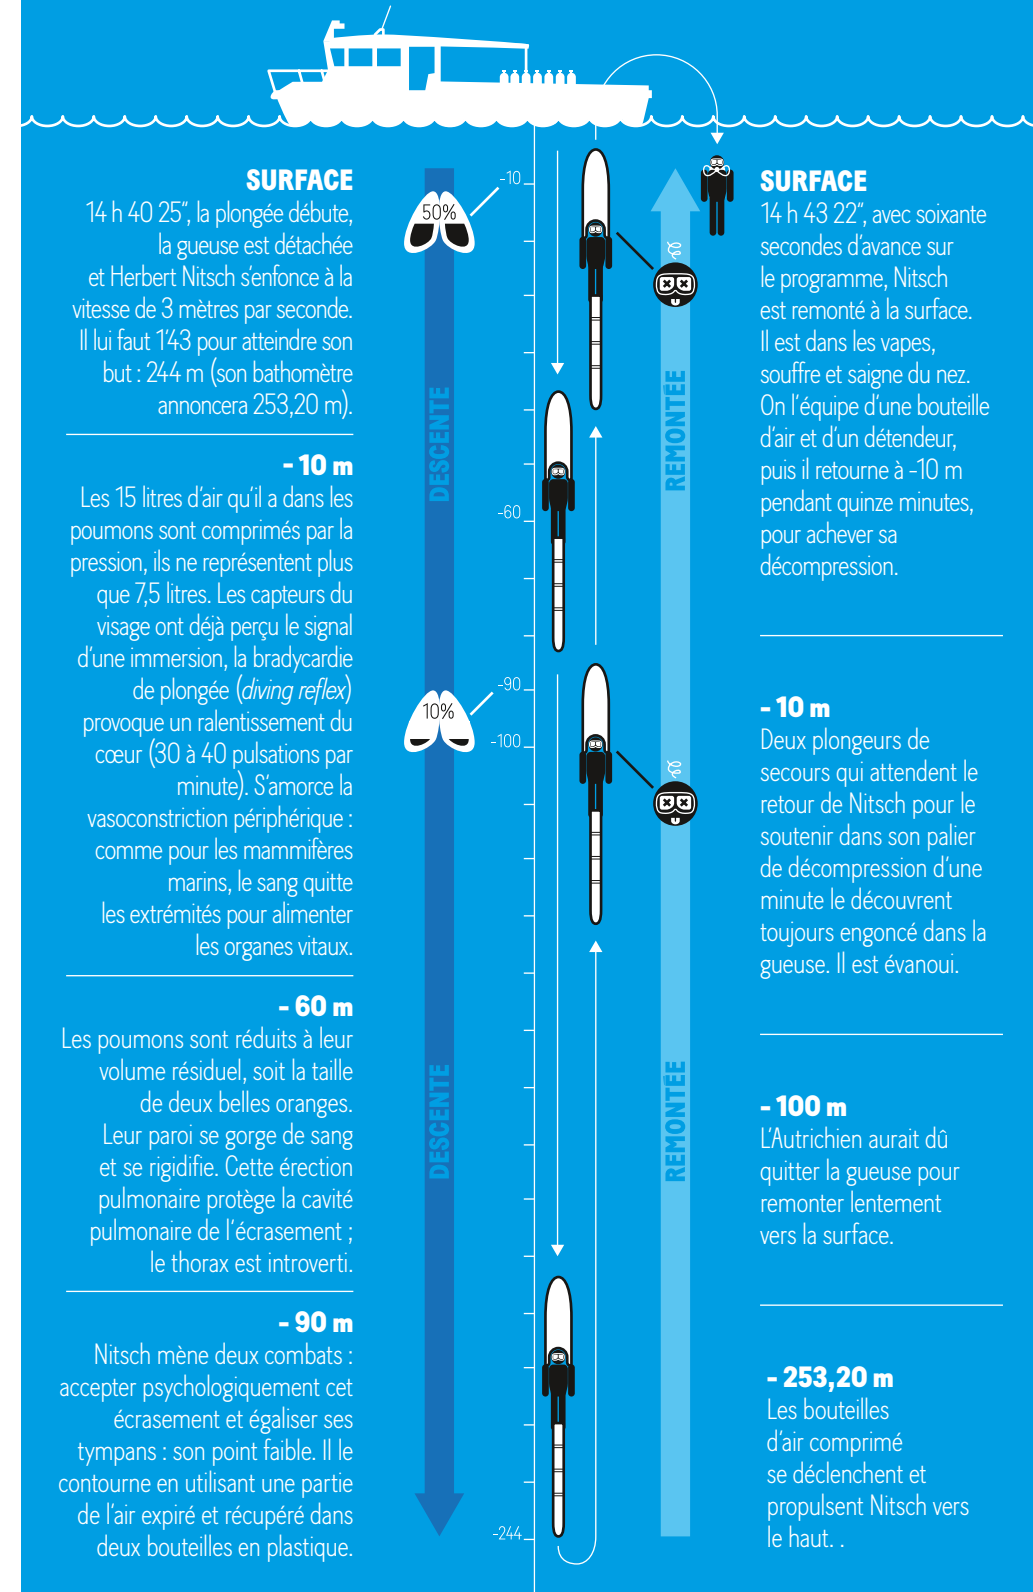 SURFACE
14 h 40 25”, la plongée débute,
la gueuse est détachée
et Herbert Nitsch s’enfonce à la
vitesse de 3 mètres par seconde.
Il lui faut 1’43 pour atteindre son
but : 244 m (son bathomètre
annoncera 253,20 m).
- 10 m
Les 15 litres d’air qu’il a dans les
poumons sont comprimés par la
pression, ils ne représentent plus
que 7,5 litres. Les capteurs du
visage ont déjà perçu le signal
d’une immersion, la bradycardie
de plongée (diving reflex)
provoque un ralentissement du
cœur (30 à 40 pulsations par
minute). S’amorce la
vasoconstriction périphérique :
comme pour les mammifères
marins, le sang quitte
les extrémités pour alimenter
les organes vitaux.
- 60 m
Les poumons sont réduits à leur
volume résiduel, soit la taille
de deux belles oranges.
Leur paroi se gorge de sang
et se rigidifie. Cette érection
pulmonaire protège la cavité
pulmonaire de l’écrasement ;
le thorax est introverti.
- 90 m
Nitsch mène deux combats :
accepter psychologiquement cet
écrasement et égaliser ses
tympans : son point faible. Il le
contourne en utilisant une partie
de l’air expiré et récupéré dans
deux bouteilles en plastique.
50%
DESCENTE
10%
DESCENTE
-10
-60
-90
-100
-244
REMONTÉE
REMONTÉE
SURFACE
14 h 43 22”, avec soixante
secondes d’avance sur
le programme, Nitsch
est remonté à la surface.
Il est dans les vapes,
souffre et saigne du nez.
On l’équipe d’une bouteille
d’air et d’un détendeur,
puis il retourne à -10 m
pendant quinze minutes,
pour achever sa
décompression.
- 10 m
Deux plongeurs de
secours qui attendent le
retour de Nitsch pour le
soutenir dans son palier
de décompression d’une
minute le découvrent
toujours engoncé dans la
gueuse. Il est évanoui.
- 100 m
L’Autrichien aurait dû
quitter la gueuse pour
remonter lentement
vers la surface.
- 253,20 m
Les bouteilles
d’air comprimé
se déclenchent et
propulsent Nitsch vers
le haut. .